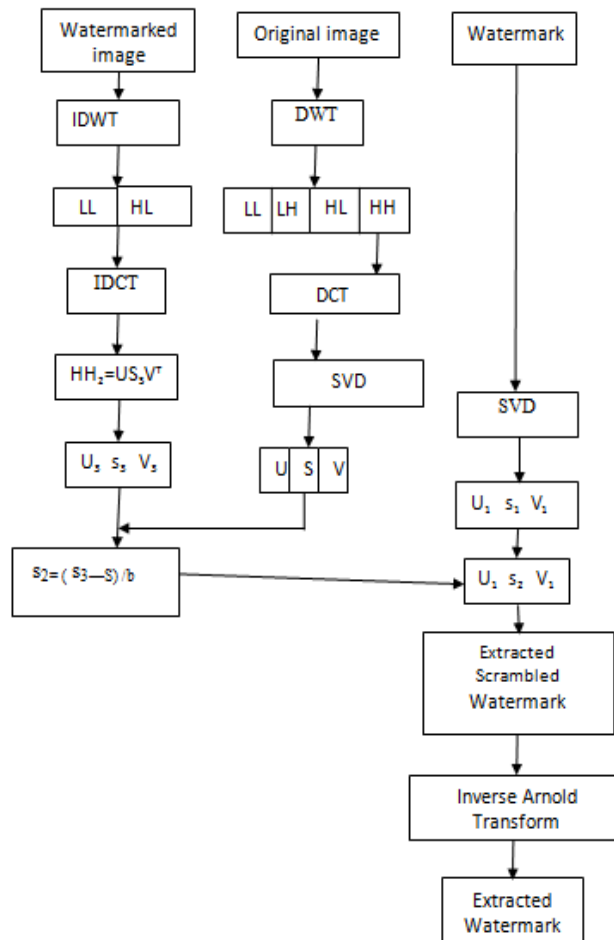 Watermarked
image
Original image
Watermark
IDWT
DWT
LL HL
LL LH HL HH
IDCT
DCT
HH₂=US₃Vᵀ
SVD
SVD
U₃ s₃ V₃
U S V
U₁ s₁ V₁
s2=( s3—S)/b
U₁ s₂ V₁
Extracted
Scrambled
Watermark
Inverse Arnold
Transform
Extracted
Watermark